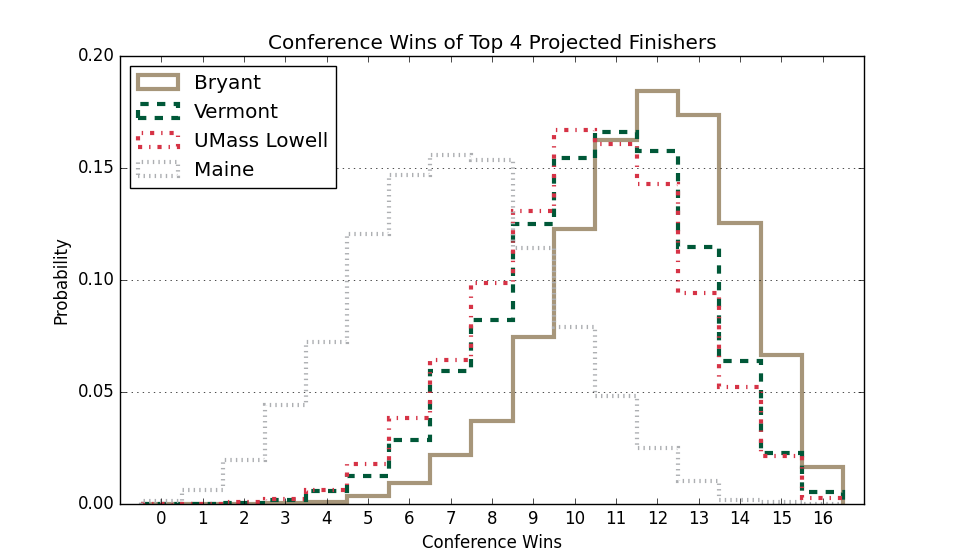 Conference Wins of Top 4 Projected Finishers
0.20
0.15
0.10
0.05
0.00
Probability
Bryant
Vermont
UMass Lowell
Maine
0 1 2 3 4 5 6 7 8 9 10 11 12 13 14 15 16
Conference Wins